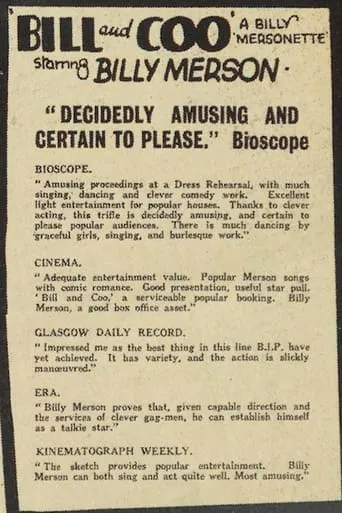 'BILL and COO' A BILLY
'MERSONETTE'
starring BILLY MERSON.
"DECIDEDLY AMUSING AND
CERTAIN TO PLEASE." Bioscope
BIOSCOPE.
"Amusing proceedings at a Dress Rehearsal, with much
singing, dancing and clever comedy work. Excellent
light entertainment for popular houses. Thanks to clever
acting, this trifle is decidedly amusing, and certain to
please popular audiences. There is much dancing by
graceful girls, singing, and burlesque work."
CINEMA.
"Adequate entertainment value. Popular Merson songs
with comic romance. Good presentation, useful star pull.
'Bill and Coo,' a serviceable popular booking. Billy
Merson, a good box office asset."
GLASGOW DAILY RECORD.
"Impressed me as the best thing in this line B.I.P. have
yet achieved. It has variety, and the action is slickly
manœuvred."
ERA.
"Billy Merson proves that, given capable direction and
the services of clever gag-men, he can establish himself
as a talkie star."
KINEMATOGRAPH WEEKLY.
"The sketch provides popular entertainment. Billy
Merson can both sing and act quite well. Most amusing."